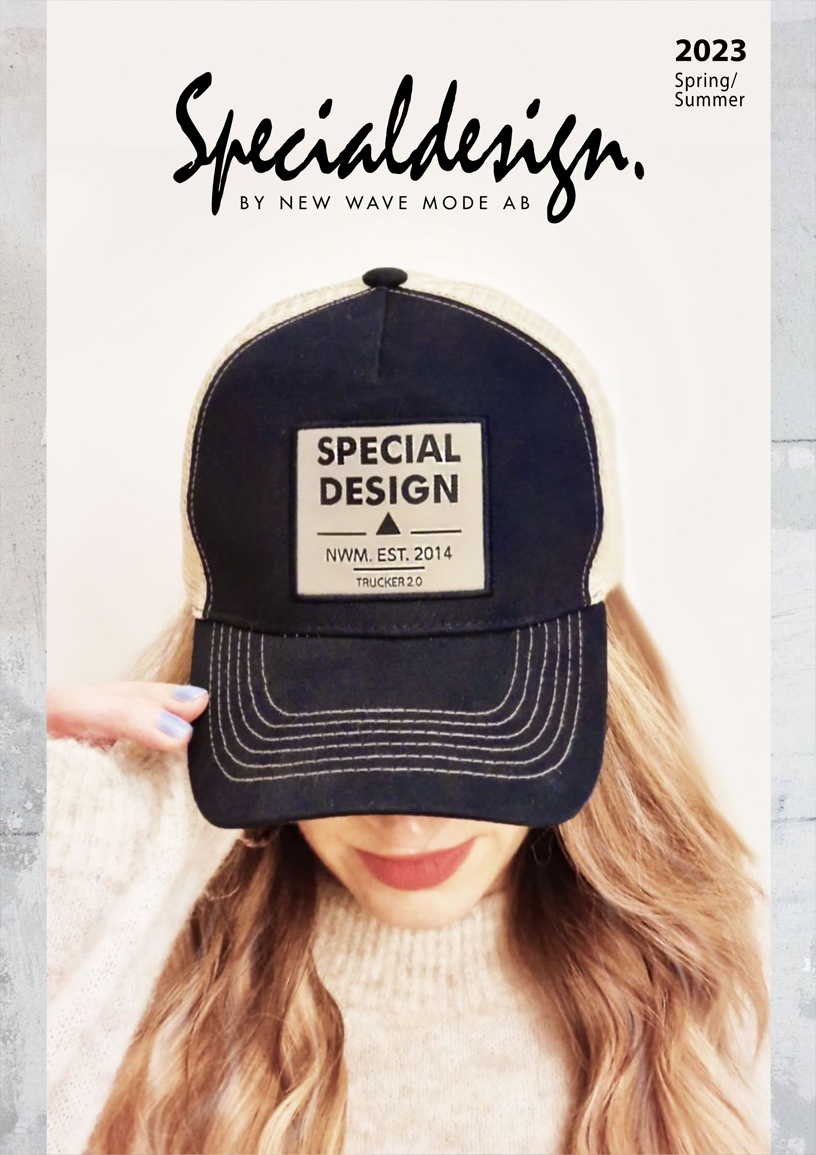 2023
Spring/
Summer
Specialdesign.
BY NEW WAVE MODE AB
SPECIAL
DESIGN
NWM. EST. 2014
TRUCKER 2.0